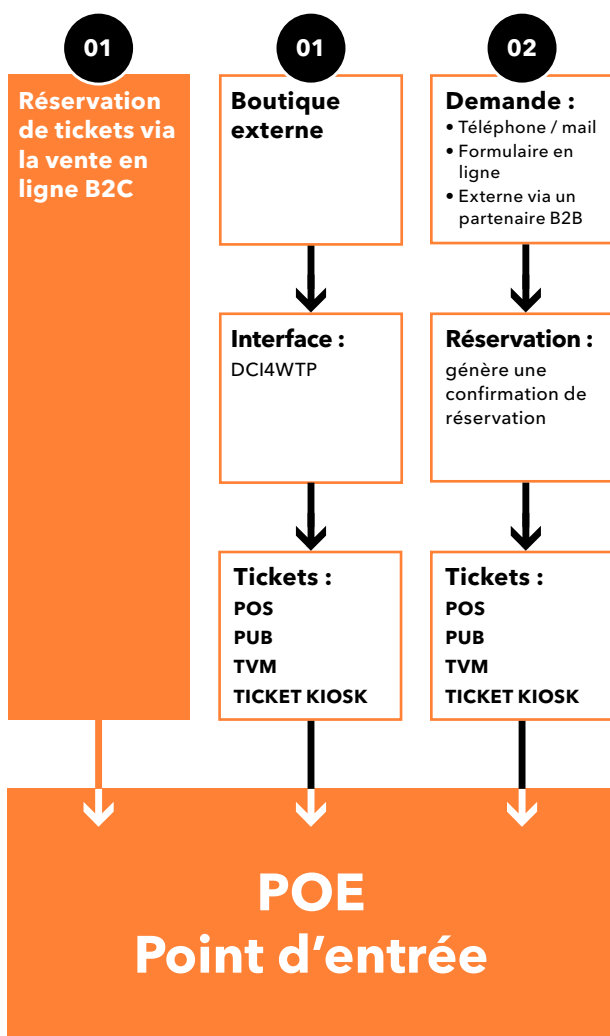 01
Réservation
de tickets via
la vente en
ligne B2C
01
Boutique
externe
Interface :
DCI4WTP
Tickets :
POS
PUB
TVM
TICKET KIOSK
02
Demande :
• Téléphone / mail
• Formulaire en
ligne
• Externe via un
partenaire B2B
Réservation :
génère une
confirmation de
réservation
Tickets :
POS
PUB
TVM
TICKET KIOSK
POE
Point d’entrée